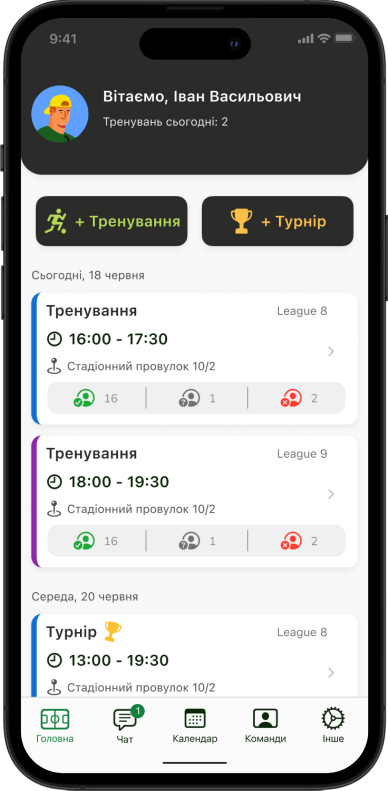 9:41
Вітаємо, Іван Васильович
Тренувань сьогодні: 2
+ Тренування
+ Турнір
Сьогодні, 18 червня
Тренування
League 8
16:00 - 17:30
Стадіонний провулок 10/2
16
1
2
Тренування
League 9
18:00 - 19:30
Стадіонний провулок 10/2
16
1
2
Середа, 20 червня
Турнір
League 8
13:00 - 19:30
Стадіонний провулок 10/2
1
Головна
Чат
Календар
Команди
Інше